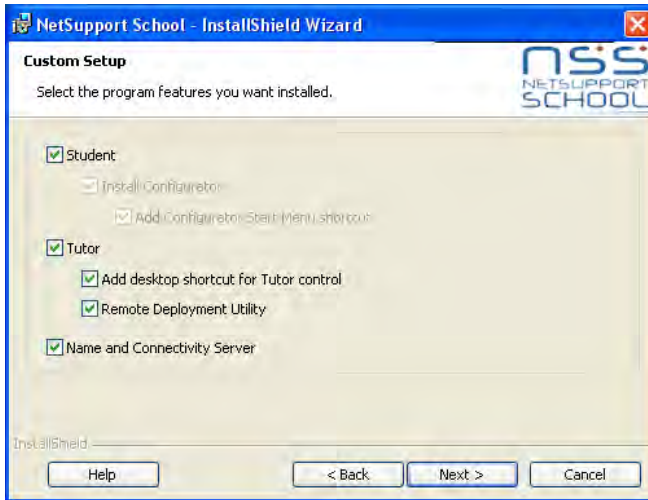 NetSupport School - InstallShield Wizard
Custom Setup
Select the program features you want installed.
nss
NETSUPPORT
SCHOOL
Student
Install Configurator
Add Configurator Start Menu shortcut
Tutor
Add desktop shortcut for Tutor control
Remote Deployment Utility
Name and Connectivity Server
InstallShield
Help
< Back
Next >
Cancel